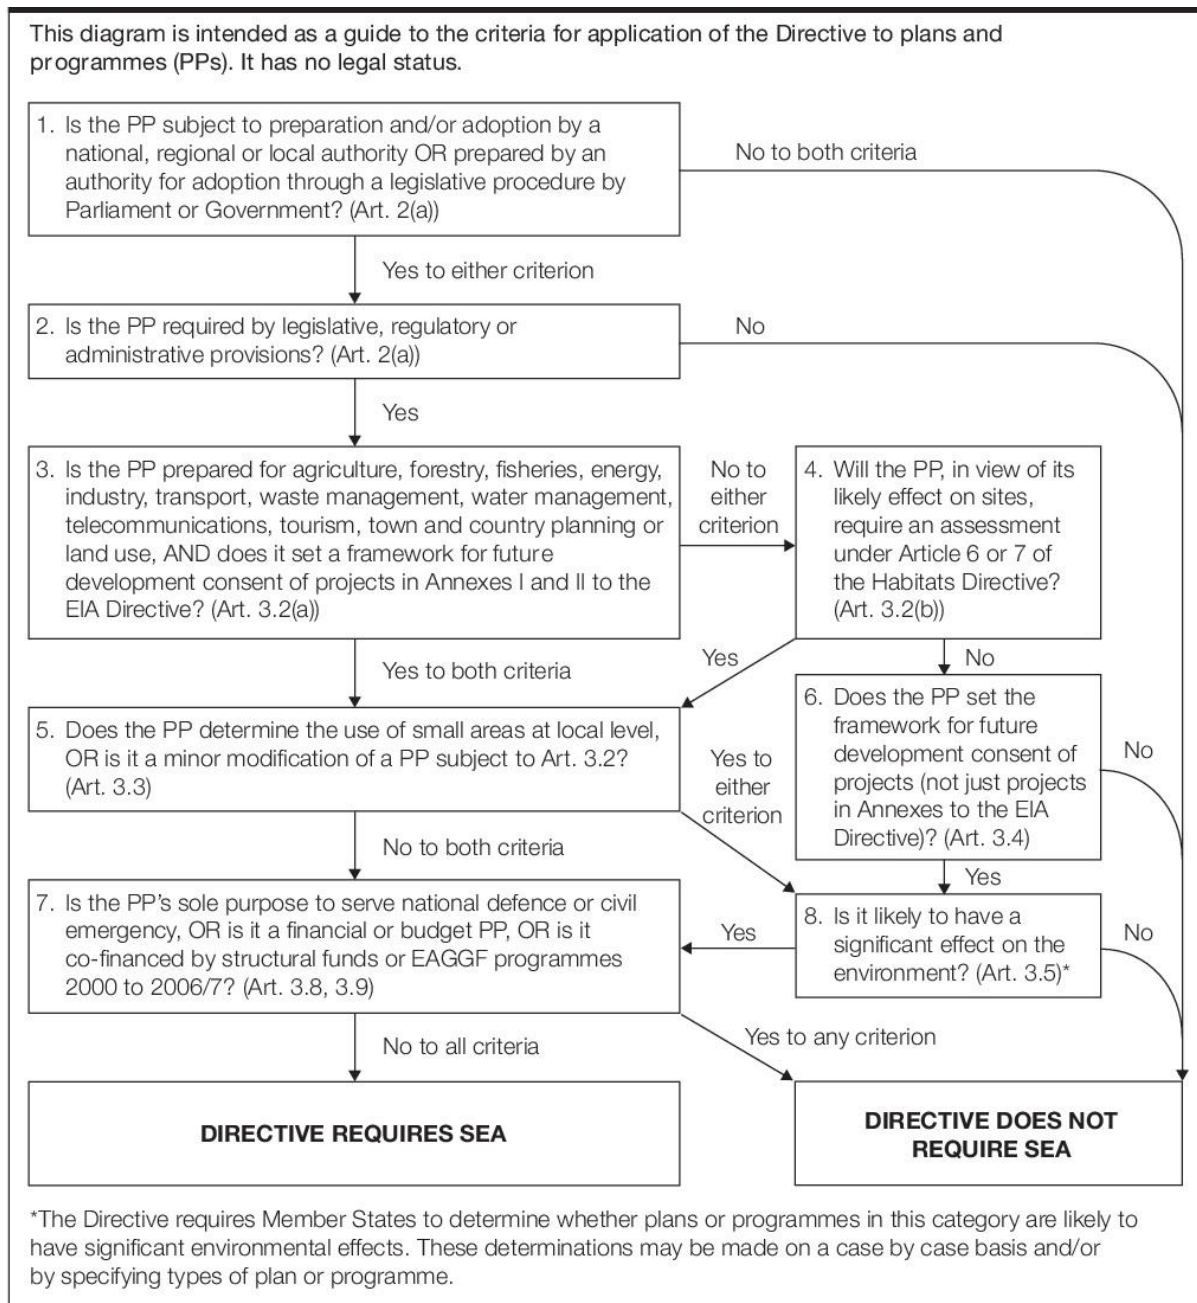 This diagram is intended as a guide to the criteria for application of the Directive to plans and
programmes (PPs). It has no legal status.
1. Is the PP subject to preparation and/or adoption by a
national, regional or local authority OR prepared by an
authority for adoption through a legislative procedure by
Parliament or Government? (Art. 2(a))
No to both criteria
Yes to either criterion
2. Is the PP required by legislative, regulatory or
administrative provisions? (Art. 2(a))
No
Yes
3. Is the PP prepared for agriculture, forestry, fisheries, energy,
industry, transport, waste management, water management,
telecommunications, tourism, town and country planning or
land use, AND does it set a framework for future
development consent of projects in Annexes I and II to the
EIA Directive? (Art. 3.2(a))
No to
either
criterion
4. Will the PP, in view of its
likely effect on sites,
require an assessment
under Article 6 or 7 of
the Habitats Directive?
(Art. 3.2(b))
Yes to both criteria
Yes
No
5. Does the PP determine the use of small areas at local level,
OR is it a minor modification of a PP subject to Art. 3.2?
(Art. 3.3)
Yes to
either
criterion
6. Does the PP set the
framework for future
development consent of
projects (not just projects
in Annexes to the EIA
Directive)? (Art. 3.4)
No
No to both criteria
Yes
7. Is the PP's sole purpose to serve national defence or civil
emergency, OR is it a financial or budget PP, OR is it
co-financed by structural funds or EAGGF programmes
2000 to 2006/7? (Art. 3.8, 3.9)
Yes
8. Is it likely to have a
significant effect on the
environment? (Art. 3.5)*
No
No to all criteria
Yes to any criterion
DIRECTIVE REQUIRES SEA
DIRECTIVE DOES NOT
REQUIRE SEA
*The Directive requires Member States to determine whether plans or programmes in this category are likely to
have significant environmental effects. These determinations may be made on a case by case basis and/or
by specifying types of plan or programme.